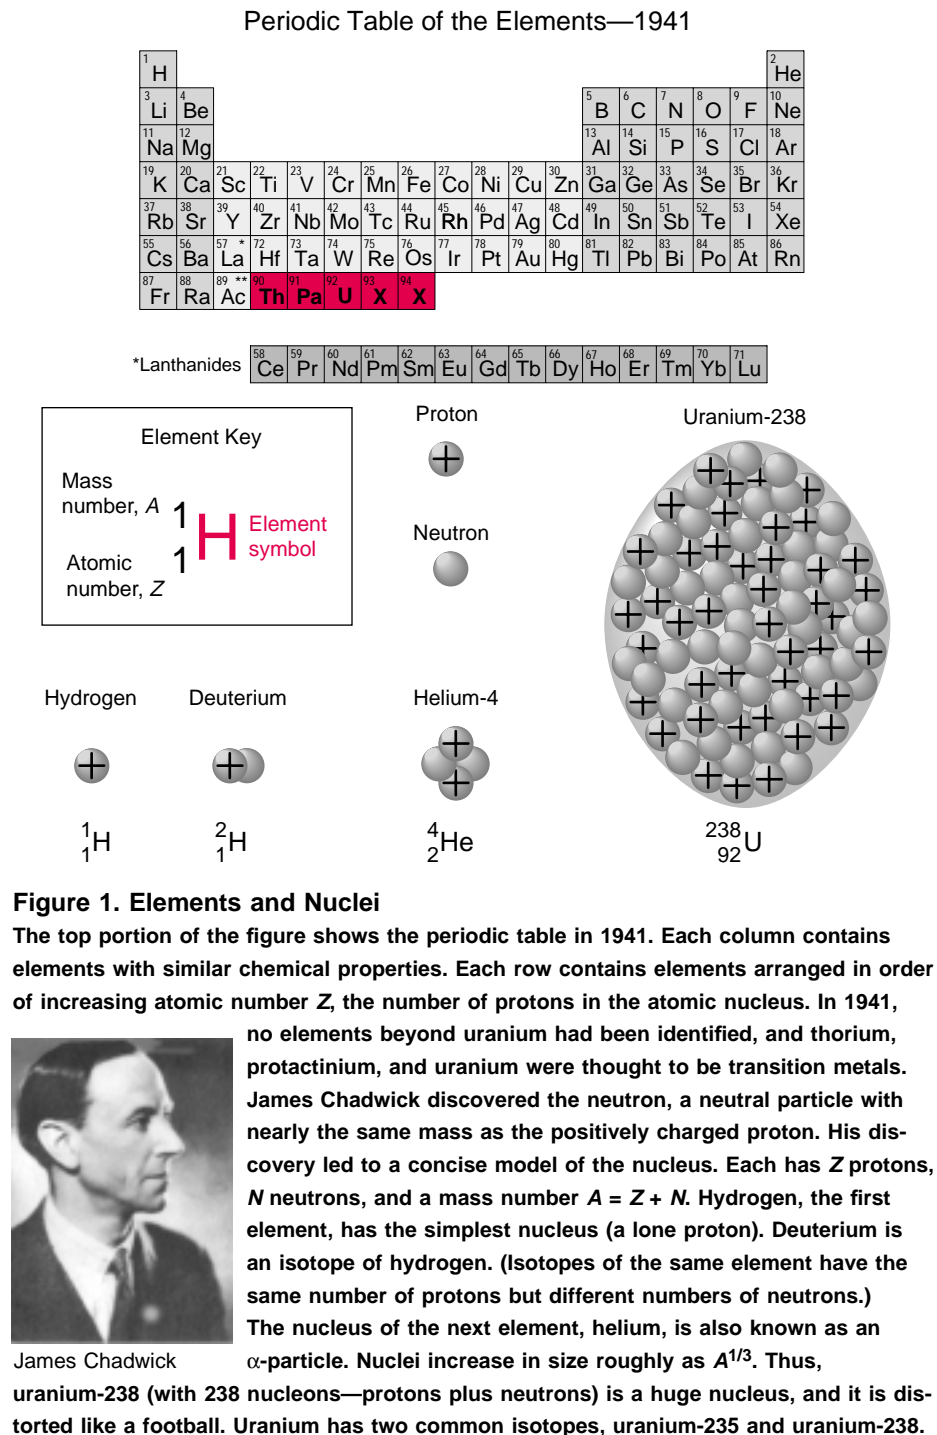 Periodic Table of the Elements—1941
1 H 2 He
3 Li 4 Be 5 B 6 C 7 N 8 O 9 F 10 Ne
11 Na 12 Mg 13 Al 14 Si 15 P 16 S 17 Cl 18 Ar
19 K 20 Ca 21 Sc 22 Ti 23 V 24 Cr 25 Mn 26 Fe 27 Co 28 Ni 29 Cu 30 Zn 31 Ga 32 Ge 33 As 34 Se 35 Br 36 Kr
37 Rb 38 Sr 39 Y 40 Zr 41 Nb 42 Mo 43 Tc 44 Ru 45 Rh 46 Pd 47 Ag 48 Cd 49 In 50 Sn 51 Sb 52 Te 53 I 54 Xe
55 Cs 56 Ba 57 * La 72 Hf 73 Ta 74 W 75 Re 76 Os 77 Ir 78 Pt 79 Au 80 Hg 81 Tl 82 Pb 83 Bi 84 Po 85 At 86 Rn
87 Fr 88 Ra 89 ** Ac 90 Th 91 Pa 92 U 93 X 94 X
*Lanthanides 58 Ce 59 Pr 60 Nd 61 Pm 62 Sm 63 Eu 64 Gd 65 Tb 66 Dy 67 Ho 68 Er 69 Tm 70 Yb 71 Lu
Element Key
Mass
number, A
1
H
Element
symbol
Atomic
number, Z
1
Proton
Neutron
Uranium-238
Hydrogen
Deuterium
Helium-4
1 1 H
2 1 H
4 2 He
238 92 U
Figure 1. Elements and Nuclei
The top portion of the figure shows the periodic table in 1941. Each column contains
elements with similar chemical properties. Each row contains elements arranged in order
of increasing atomic number Z, the number of protons in the atomic nucleus. In 1941,
no elements beyond uranium had been identified, and thorium,
protactinium, and uranium were thought to be transition metals.
James Chadwick discovered the neutron, a neutral particle with
nearly the same mass as the positively charged proton. His dis-
covery led to a concise model of the nucleus. Each has Z protons,
N neutrons, and a mass number A = Z + N. Hydrogen, the first
element, has the simplest nucleus (a lone proton). Deuterium is
an isotope of hydrogen. (Isotopes of the same element have the
same number of protons but different numbers of neutrons.)
The nucleus of the next element, helium, is also known as an
James Chadwick
α-particle. Nuclei increase in size roughly as A1/3. Thus,
uranium-238 (with 238 nucleons—protons plus neutrons) is a huge nucleus, and it is dis-
torted like a football. Uranium has two common isotopes, uranium-235 and uranium-238.